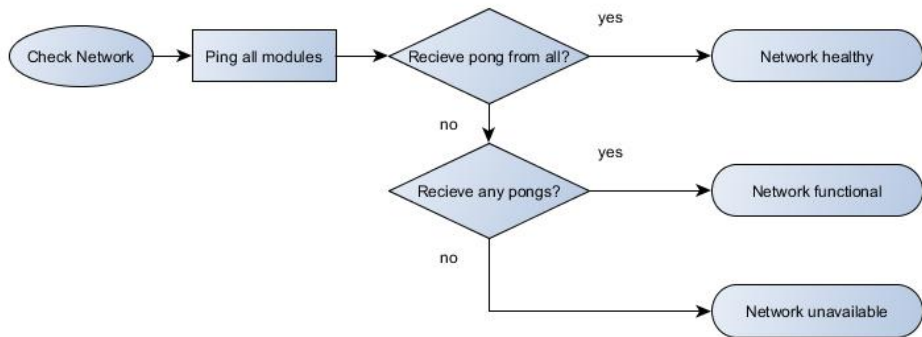 yes
Check Network
Ping all modules
Recieve pong from all?
Network healthy
no
yes
Recieve any pongs?
Network functional
no
Network unavailable